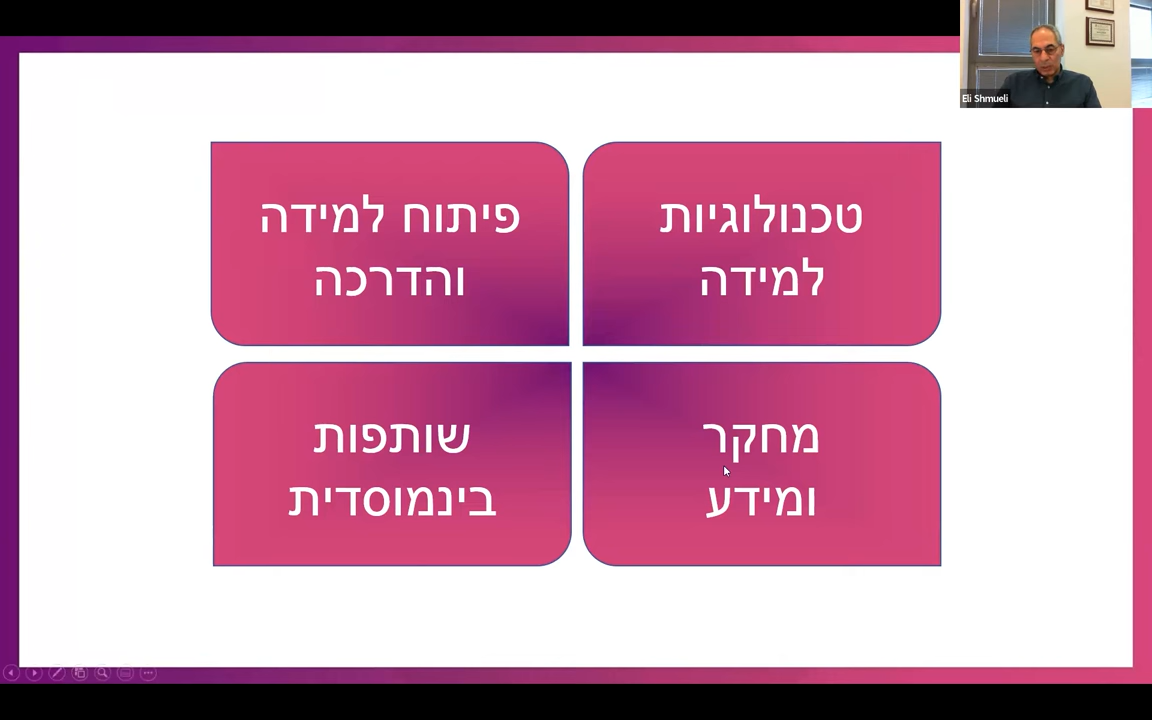 Eli Shmueli
טכנולוגיות
למידה
פיתוח למידה
והדרכה
מחקר
ומידע
שותפות
בינמוסדית